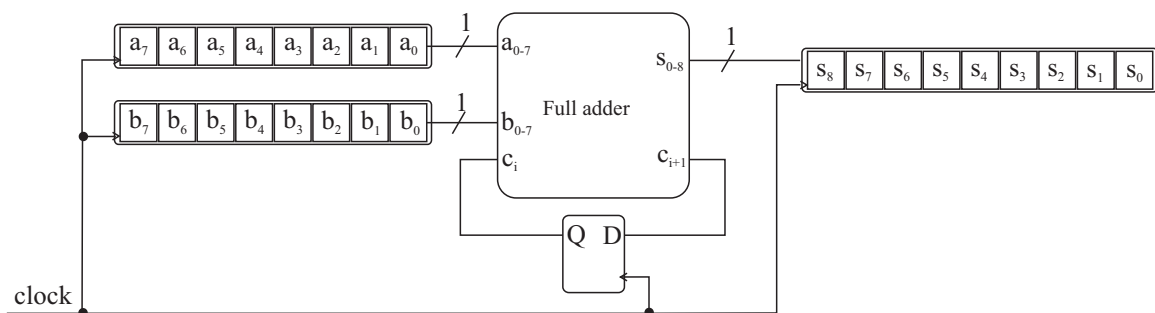 1
a₇ a₆ a₅ a₄ a₃ a₂ a₁ a₀
a₀₋₇
1
s₀₋₈
s₈ s₇ s₆ s₅ s₄ s₃ s₂ s₁ s₀
1
b₇ b₆ b₅ b₄ b₃ b₂ b₁ b₀
b₀₋₇
Full adder
cᵢ
cᵢ₊₁
Q D
clock